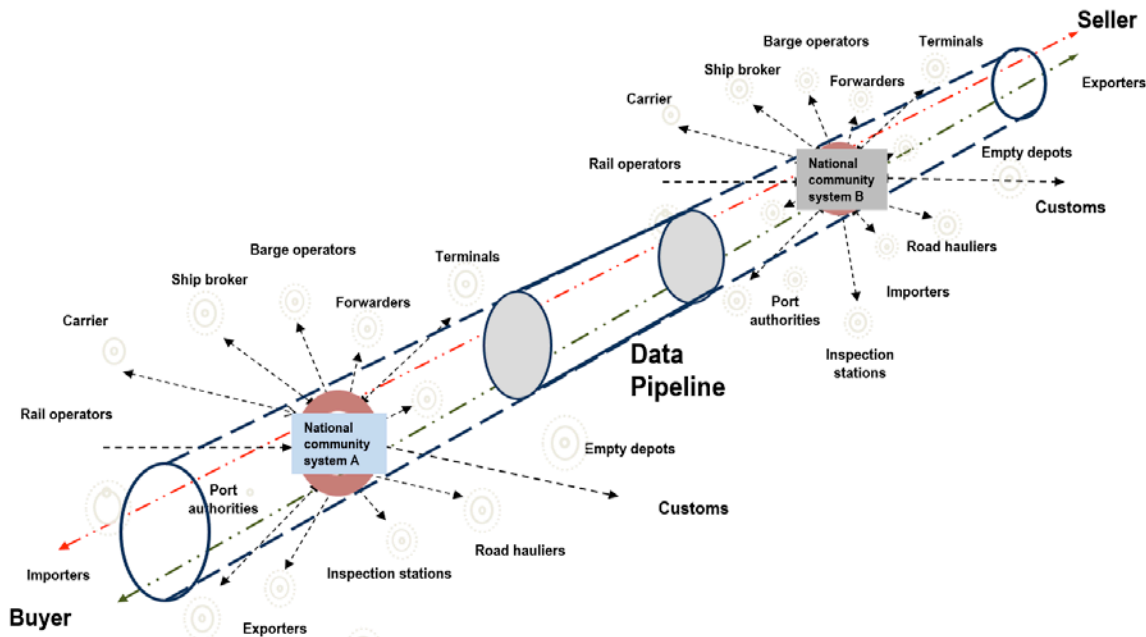 Seller
Barge operators
Terminals
Ship broker
Forwarders
Exporters
Carrier
Rail operators
National
community
system B
Empty depots
Customs
Road hauliers
Importers
Port
authorities
Inspection
stations
Barge operators
Terminals
Ship broker
Forwarders
Carrier
Data
Pipeline
Rail operators
National
community
system A
Empty depots
Port
authorities
Customs
Road hauliers
Inspection stations
Importers
Buyer
Exporters